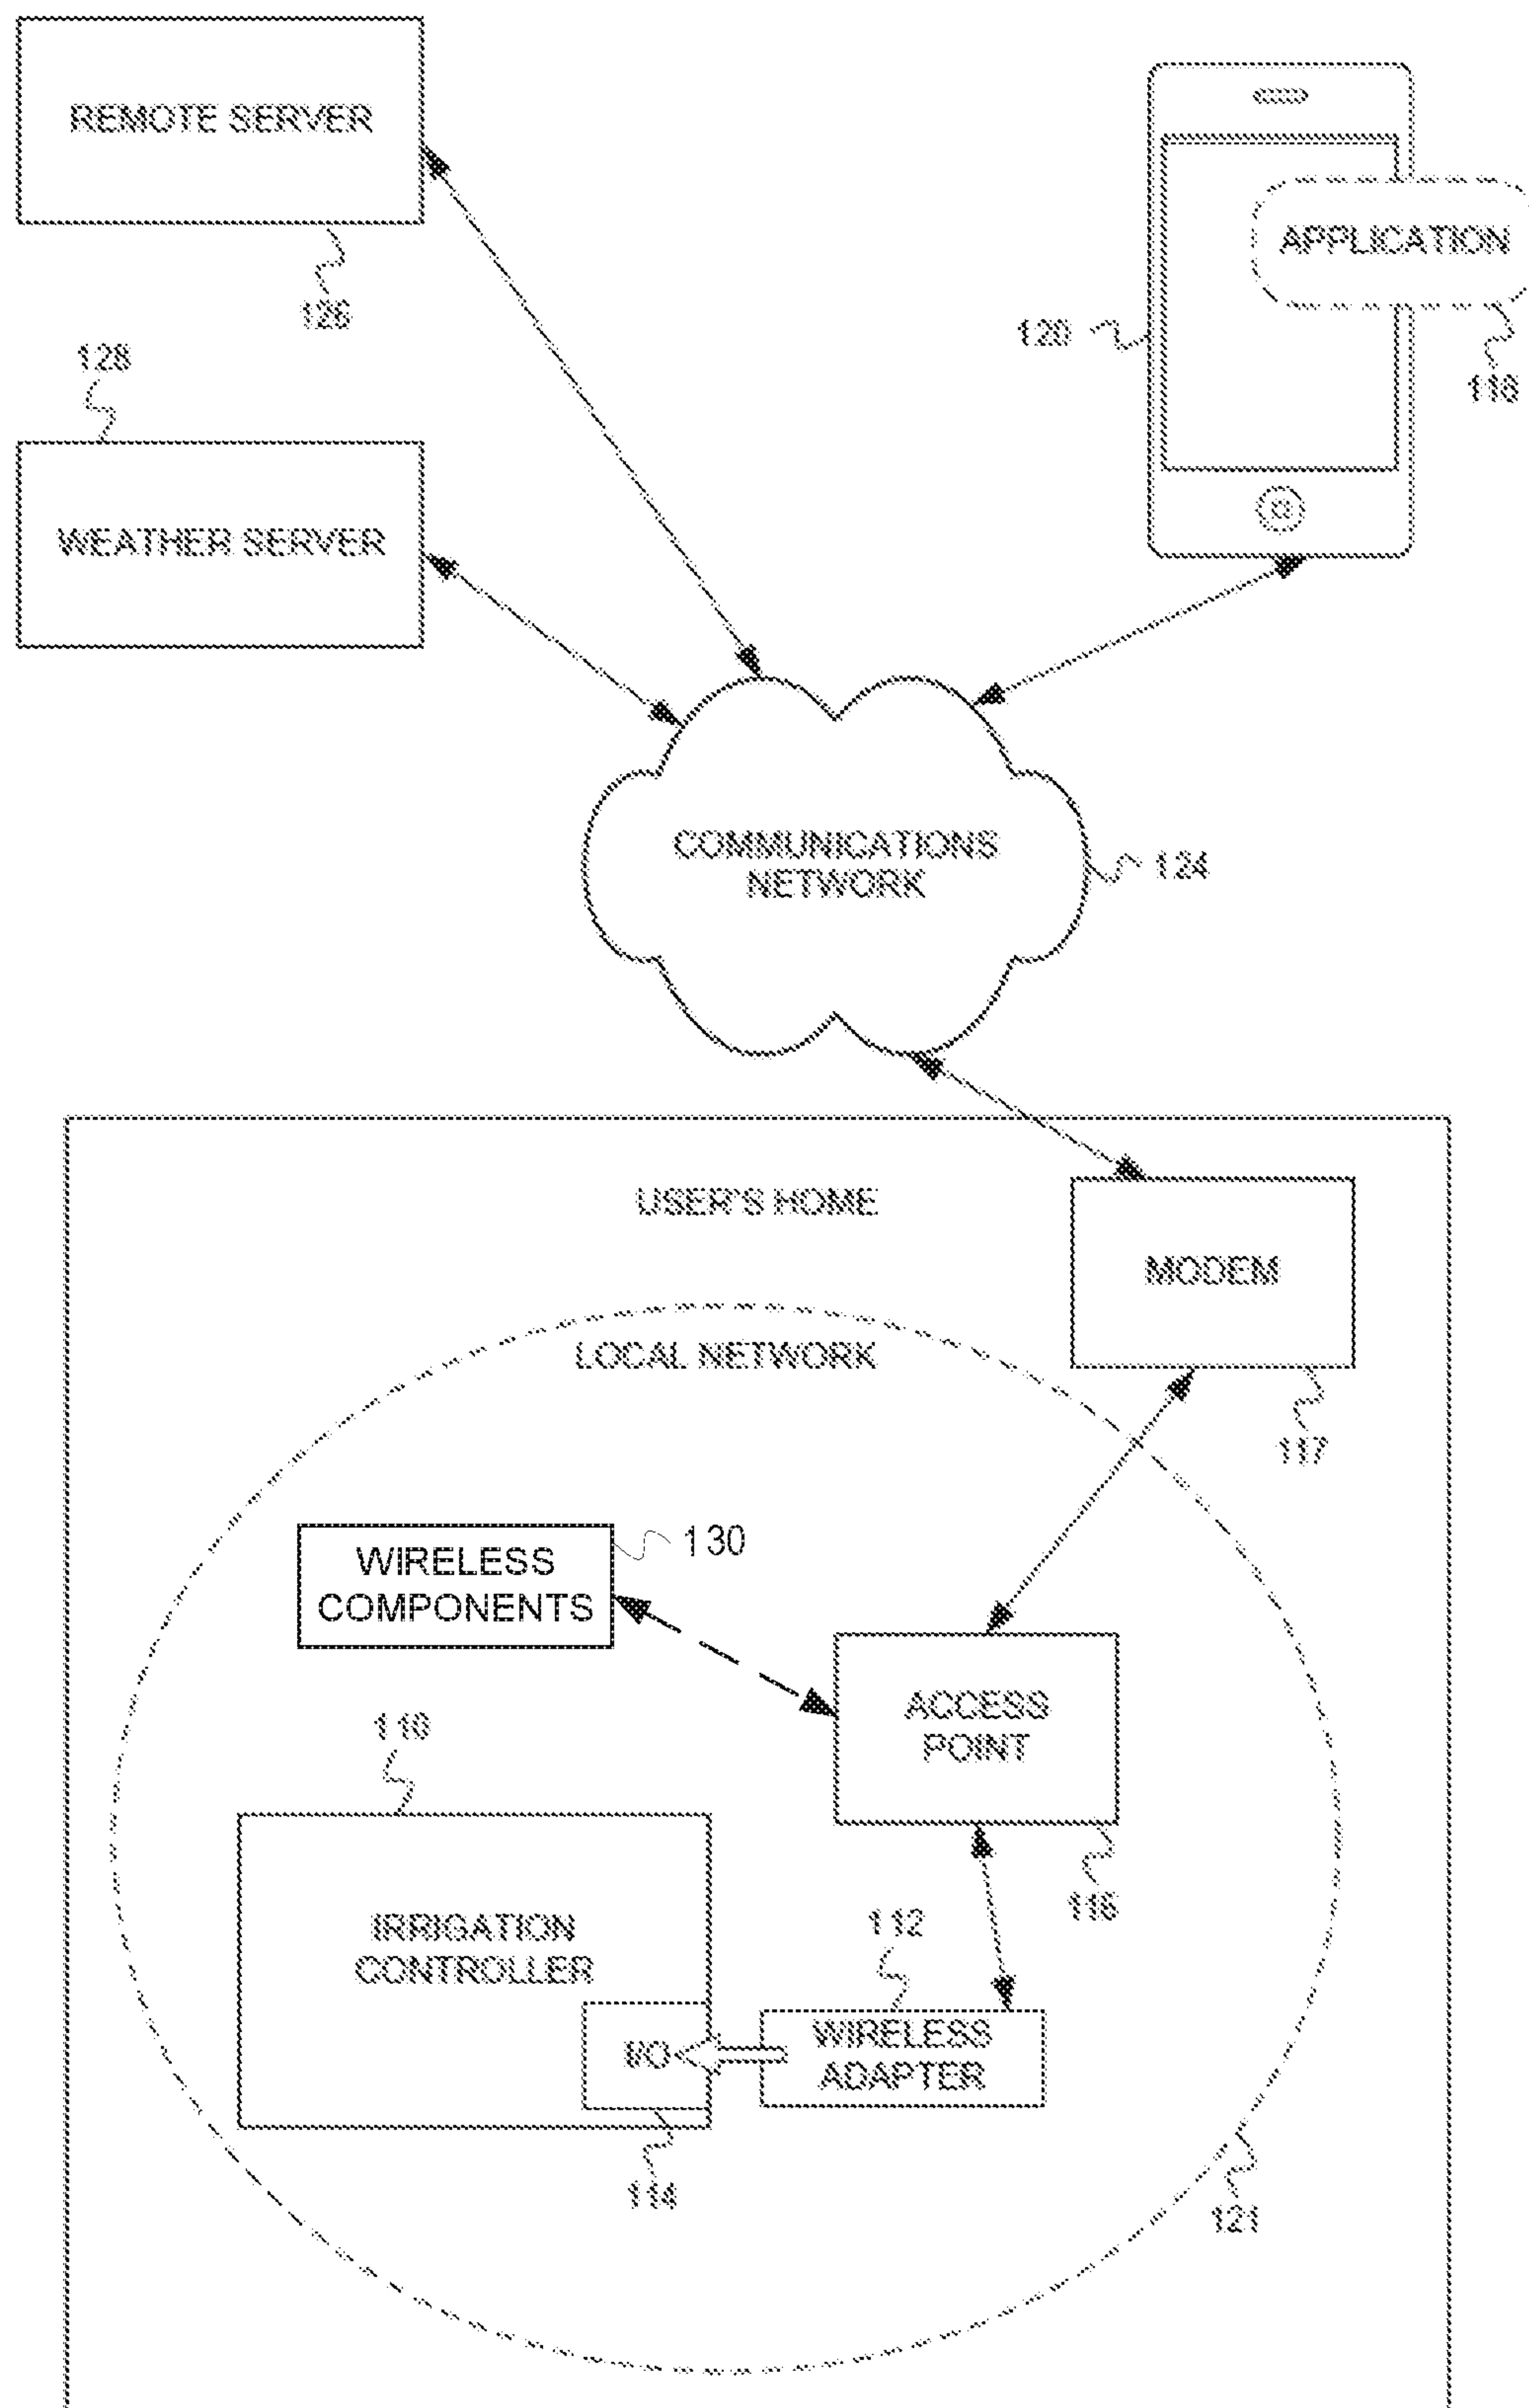 REMOTE SERVER
126
128
WEATHER SERVER
APPLICATION
120
118
COMMUNICATIONS
NETWORK
124
USER'S HOME
MODEM
LOCAL NETWORK
117
WIRELESS
COMPONENTS
130
ACCESS
POINT
110
116
IRRIGATION
CONTROLLER
112
I/O
WIRELESS
ADAPTER
114
121